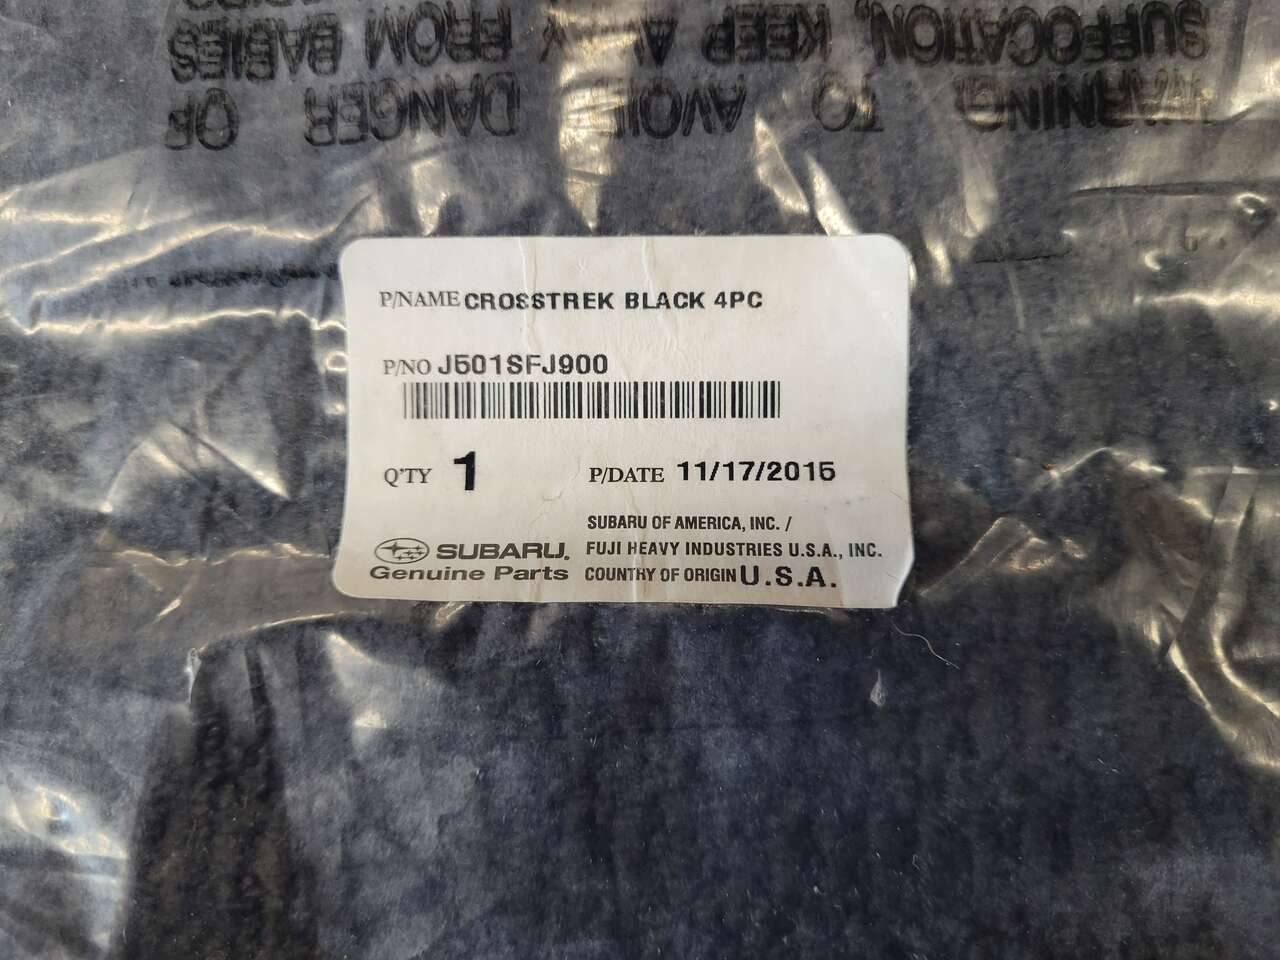 WARNING: TO AVOID DANGER OF
SUFFOCATION, KEEP AWAY FROM BABIES
P/NAME CROSSTREK BLACK 4PC
P/NO J501SFJ900
Q'TY 1
P/DATE 11/17/2015
SUBARU OF AMERICA, INC. /
SUBARU. FUJI HEAVY INDUSTRIES U.S.A., INC.
Genuine Parts COUNTRY OF ORIGIN U.S.A.